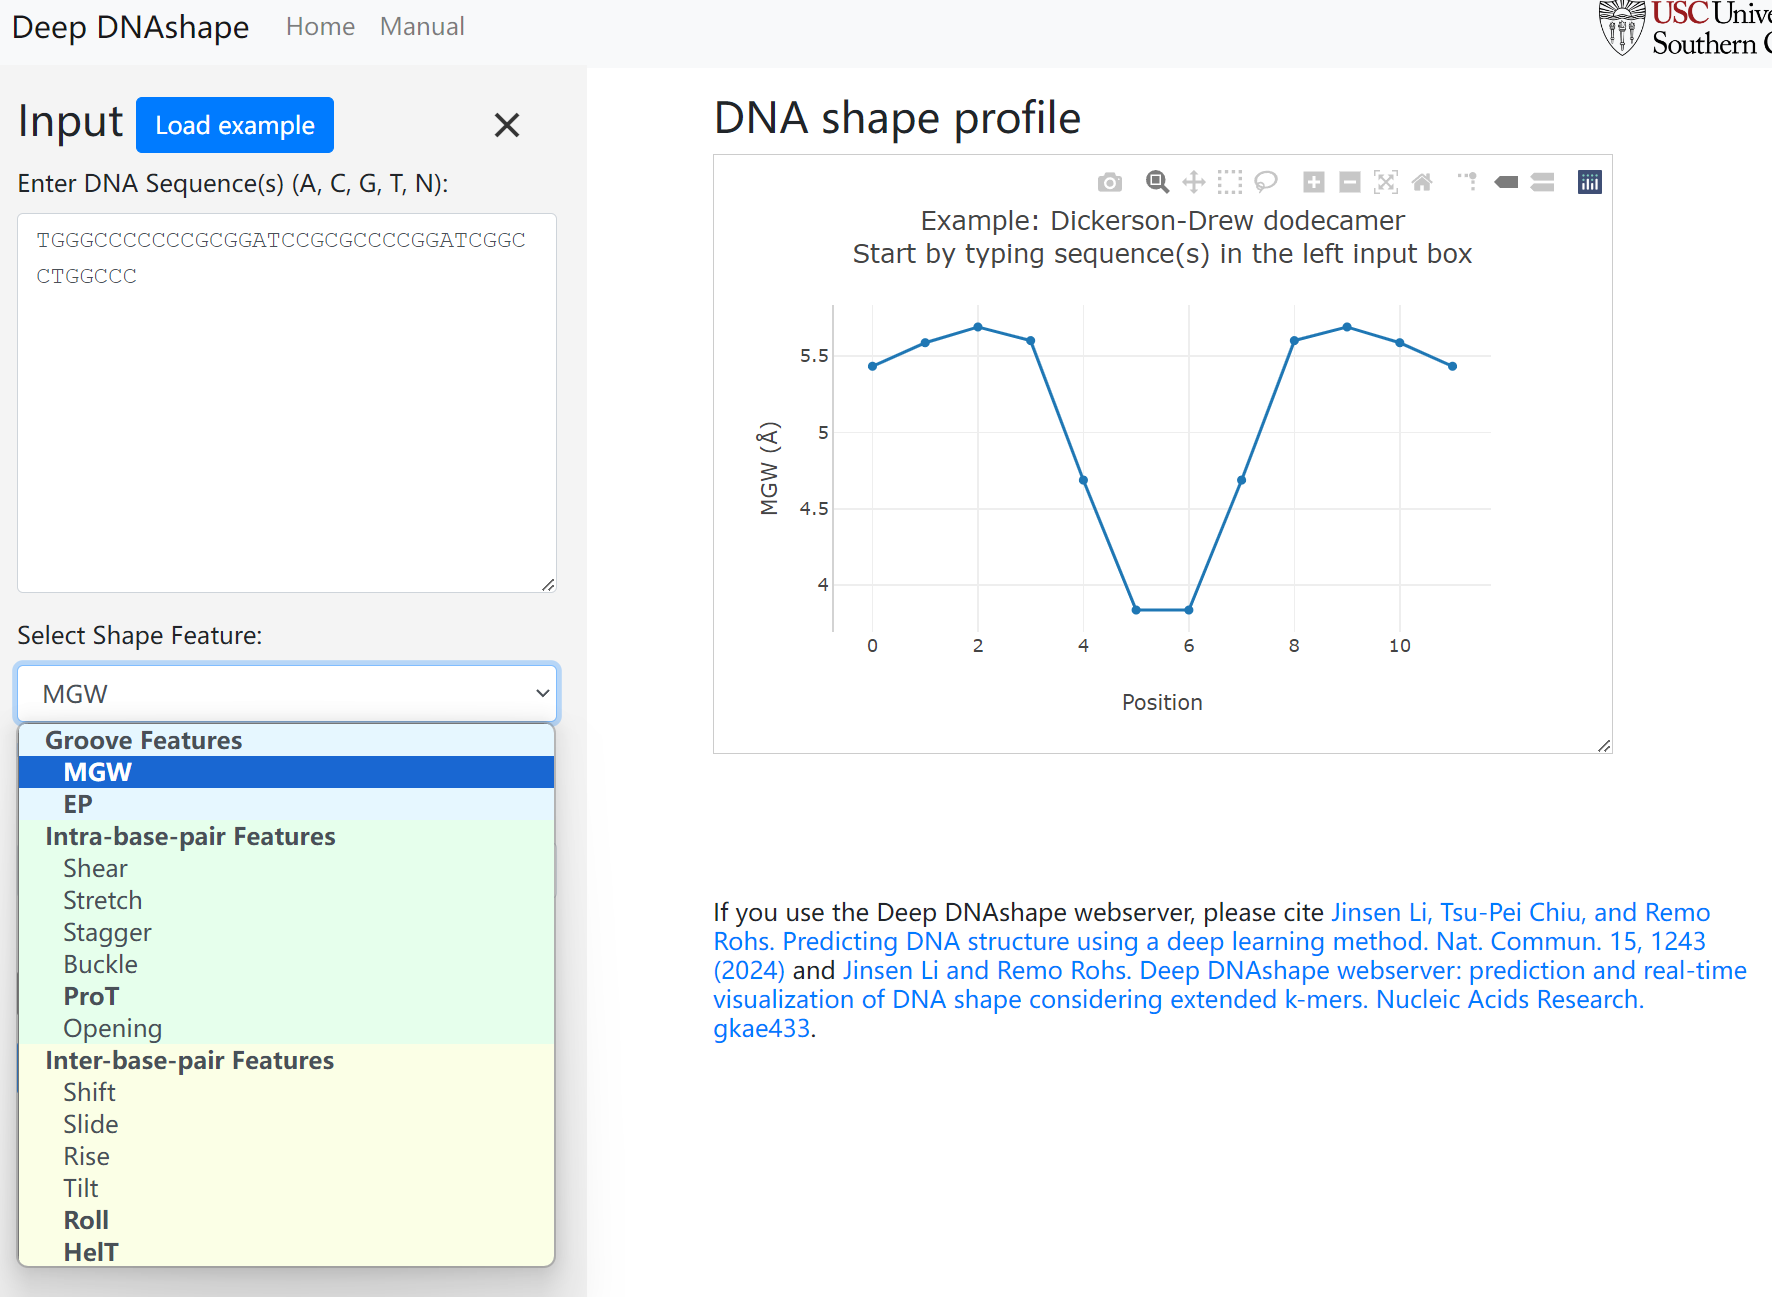 Deep DNAshape Home Manual
USC Unive
Southern C
Input Load example
Enter DNA Sequence(s) (A, C, G, T, N):
TGGGCCCCCCCGCGGATCCGCGCCCCGGATCGGC
CTGGCCC
Select Shape Feature:
MGW
Groove Features
MGW
EP
Intra-base-pair Features
Shear
Stretch
Stagger
Buckle
ProT
Opening
Inter-base-pair Features
Shift
Slide
Rise
Tilt
Roll
HelT
DNA shape profile
Example: Dickerson-Drew dodecamer
Start by typing sequence(s) in the left input box
5.5
5
4.5
4
MGW (Å)
0 2 4 6 8 10
Position
If you use the Deep DNAshape webserver, please cite Jinsen Li, Tsu-Pei Chiu, and Remo
Rohs. Predicting DNA structure using a deep learning method. Nat. Commun. 15, 1243
(2024) and Jinsen Li and Remo Rohs. Deep DNAshape webserver: prediction and real-time
visualization of DNA shape considering extended k-mers. Nucleic Acids Research.
gkae433.